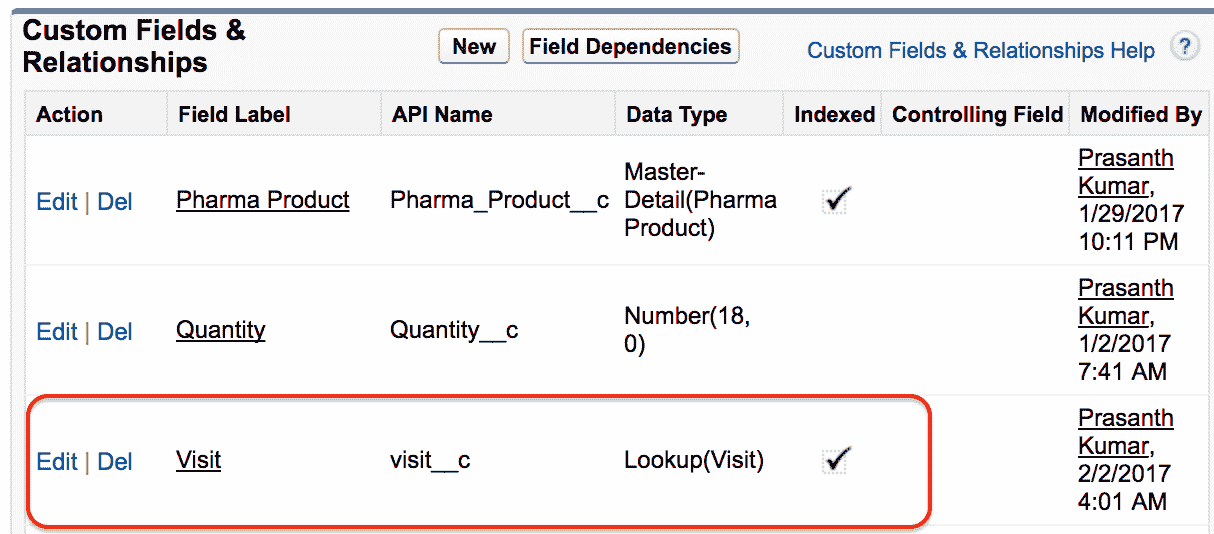 Custom Fields &
Relationships
New
Field Dependencies
Custom Fields & Relationships Help
?
Action
Field Label
API Name
Data Type
Indexed
Controlling Field
Modified By
Edit | Del
Pharma Product
Pharma_Product__c
Master-
Detail(Pharma
Product)
Prasanth
Kumar,
1/29/2017
10:11 PM
Edit | Del
Quantity
Quantity__c
Number(18,
0)
Prasanth
Kumar,
1/2/2017
7:41 AM
Edit | Del
Visit
visit__c
Lookup(Visit)
Prasanth
Kumar,
2/2/2017
4:01 AM